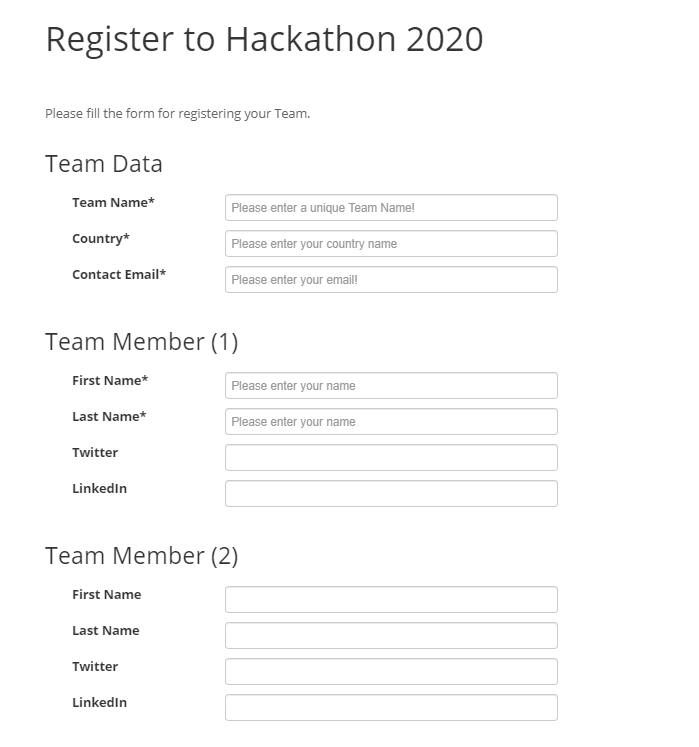 Register to Hackathon 2020
Please fill the form for registering your Team.
Team Data
Team Name* Please enter a unique Team Name!
Country* Please enter your country name
Contact Email* Please enter your email!
Team Member (1)
First Name* Please enter your name
Last Name* Please enter your name
Twitter
LinkedIn
Team Member (2)
First Name
Last Name
Twitter
LinkedIn